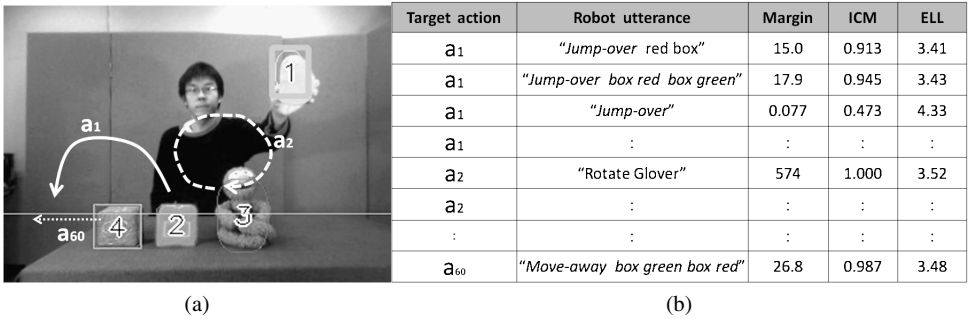 1
a1
a2
4 2 3
a60
(a)
Target action Robot utterance Margin ICM ELL
a1 “Jump-over red box” 15.0 0.913 3.41
a1 “Jump-over box red box green” 17.9 0.945 3.43
a1 “Jump-over” 0.077 0.473 4.33
a1 : : : :
a2 “Rotate Glover” 574 1.000 3.52
a2 : : : :
: : : : :
a60 “Move-away box green box red” 26.8 0.987 3.48
(b)